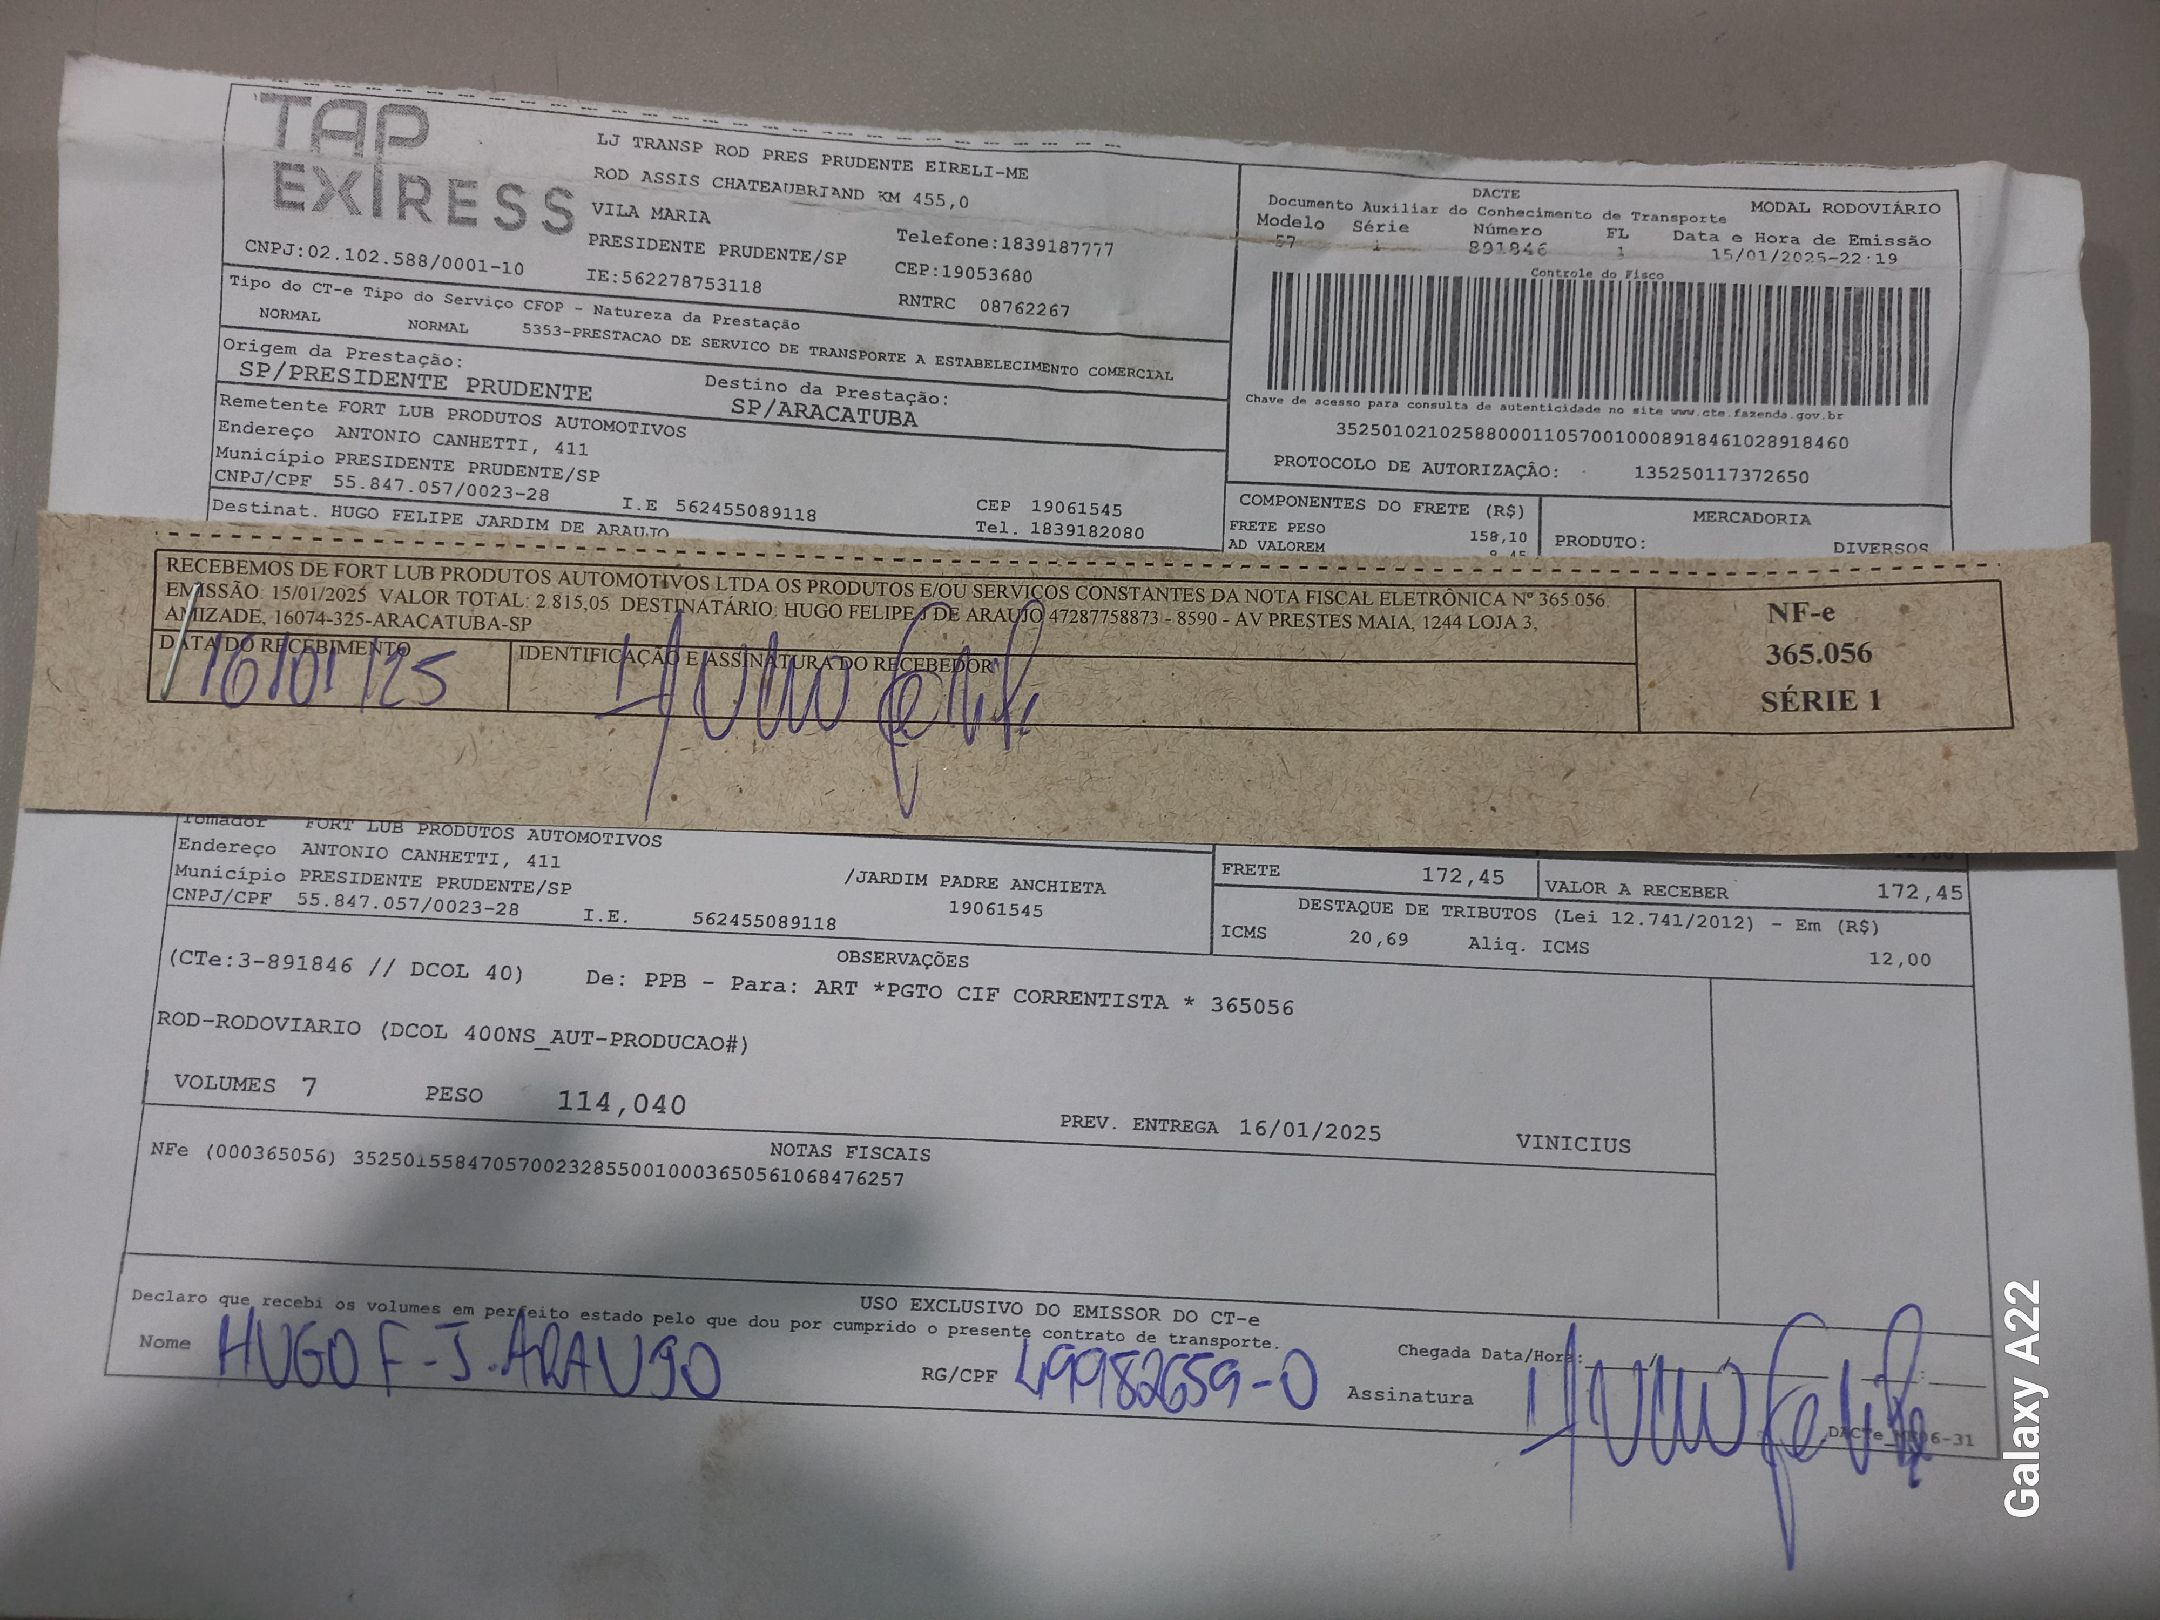 TAP
EXPRESS
LJ TRANSP ROD PRES PRUDENTE EIRELI-ME
ROD ASSIS CHATEAUBRIAND KM 455,0
VILA MARIA
PRESIDENTE PRUDENTE/SP
Telefone:1839187777
CNPJ:02.102.588/0001-10
IE:562278753118
CEP:19053680
RNTRC 08762267
DACTE
Documento Auxiliar do Conhecimento de Transporte
MODAL RODOVIÁRIO
Modelo Série Número FL Data e Hora de Emissão
57 1 891846 1 15/01/2025-22:19
Controle do Fisco
Chave de acesso para consulta de autenticidade no site www.cte.fazenda.gov.br
35250102102588000110570010008918461028918460
PROTOCOLO DE AUTORIZAÇÃO: 135250117372650
Tipo do CT-e Tipo do Serviço CFOP - Natureza da Prestação
NORMAL NORMAL 5353-PRESTACAO DE SERVICO DE TRANSPORTE A ESTABELECIMENTO COMERCIAL
Origem da Prestação: Destino da Prestação:
SP/PRESIDENTE PRUDENTE SP/ARACATUBA
Remetente FORT LUB PRODUTOS AUTOMOTIVOS
Endereço ANTONIO CANHETTI, 411
Município PRESIDENTE PRUDENTE/SP CEP 19061545
CNPJ/CPF 55.847.057/0023-28 I.E 562455089118 Tel. 1839182080
Destinat. HUGO FELIPE JARDIM DE ARAUJO
COMPONENTES DO FRETE (R$)
FRETE PESO 158,10
AD VALOREM
MERCADORIA
PRODUTO: DIVERSOS
RECEBEMOS DE FORT LUB PRODUTOS AUTOMOTIVOS LTDA OS PRODUTOS E/OU SERVIÇOS CONSTANTES DA NOTA FISCAL ELETRÔNICA Nº 365.056.
EMISSÃO: 15/01/2025 VALOR TOTAL: 2.815,05 DESTINATÁRIO: HUGO FELIPE J DE ARAUJO 47287758873 - 8590 - AV PRESTES MAIA, 1244 LOJA 3,
AMIZADE, 16074-325-ARAÇATUBA-SP
DATA DO RECEBIMENTO
16/01/25
IDENTIFICAÇÃO E ASSINATURA DO RECEBEDOR
Hugo Felipe
NF-e
365.056
SÉRIE 1
Tomador FORT LUB PRODUTOS AUTOMOTIVOS
Endereço ANTONIO CANHETTI, 411
Município PRESIDENTE PRUDENTE/SP /JARDIM PADRE ANCHIETA
CNPJ/CPF 55.847.057/0023-28 I.E. 562455089118 19061545
FRETE 172,45 VALOR A RECEBER 172,45
DESTAQUE DE TRIBUTOS (Lei 12.741/2012) - Em (R$)
ICMS 20,69 Aliq. ICMS 12,00
OBSERVAÇÕES
(CTe:3-891846 // DCOL 40) De: PPB - Para: ART *PGTO CIF CORRENTISTA * 365056
ROD-RODOVIARIO (DCOL 400NS_AUT-PRODUCAO#)
VOLUMES 7 PESO 114,040
PREV. ENTREGA 16/01/2025 VINICIUS
NOTAS FISCAIS
NFe (000365056) 35250155847057002328550010003650561068476257
USO EXCLUSIVO DO EMISSOR DO CT-e
Declaro que recebi os volumes em perfeito estado pelo que dou por cumprido o presente contrato de transporte.
Nome HUGO F-J.ARAUJO
RG/CPF 49982659-0
Chegada Data/Hora: / / :
Assinatura Hugo Felipe
Galaxy A22